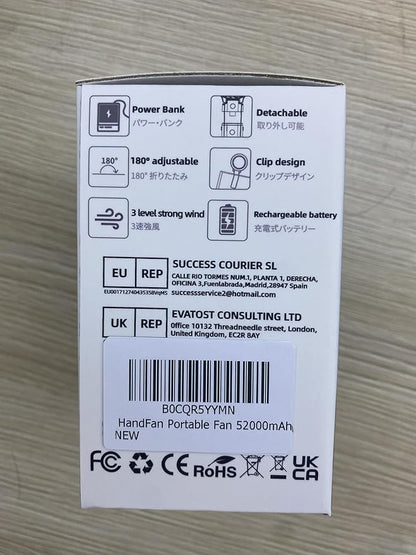 Power Bank
パワー・バンク
Detachable
取り外し可能
180°
180° adjustable
180° 折りたたみ
Clip design
クリップデザイン
3 level strong wind
3速強風
Rechargeable battery
充電式バッテリー
EU REP
SUCCESS COURIER SL
CALLE RIO TORMES NUM.1, PLANTA 1, DERECHA,
OFICINA 3,Fuenlabrada,Madrid,28947 Spain
successservice2@hotmail.com
UK REP
EVATOST CONSULTING LTD
Office 10132 Threadneedle street, London,
United Kingdom, EC2R 8AY
B0CQR5YYMN
HandFan Portable Fan 52000mAh
NEW
FC CE RoHS UK
CA